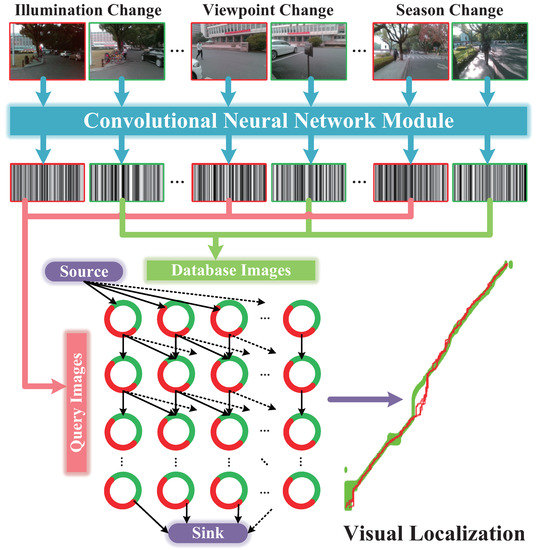 Illumination Change
Viewpoint Change
Season Change
...
...
Convolutional Neural Network Module
...
...
Source
Database Images
Query Images
...
...
...
...
Sink
Visual Localization